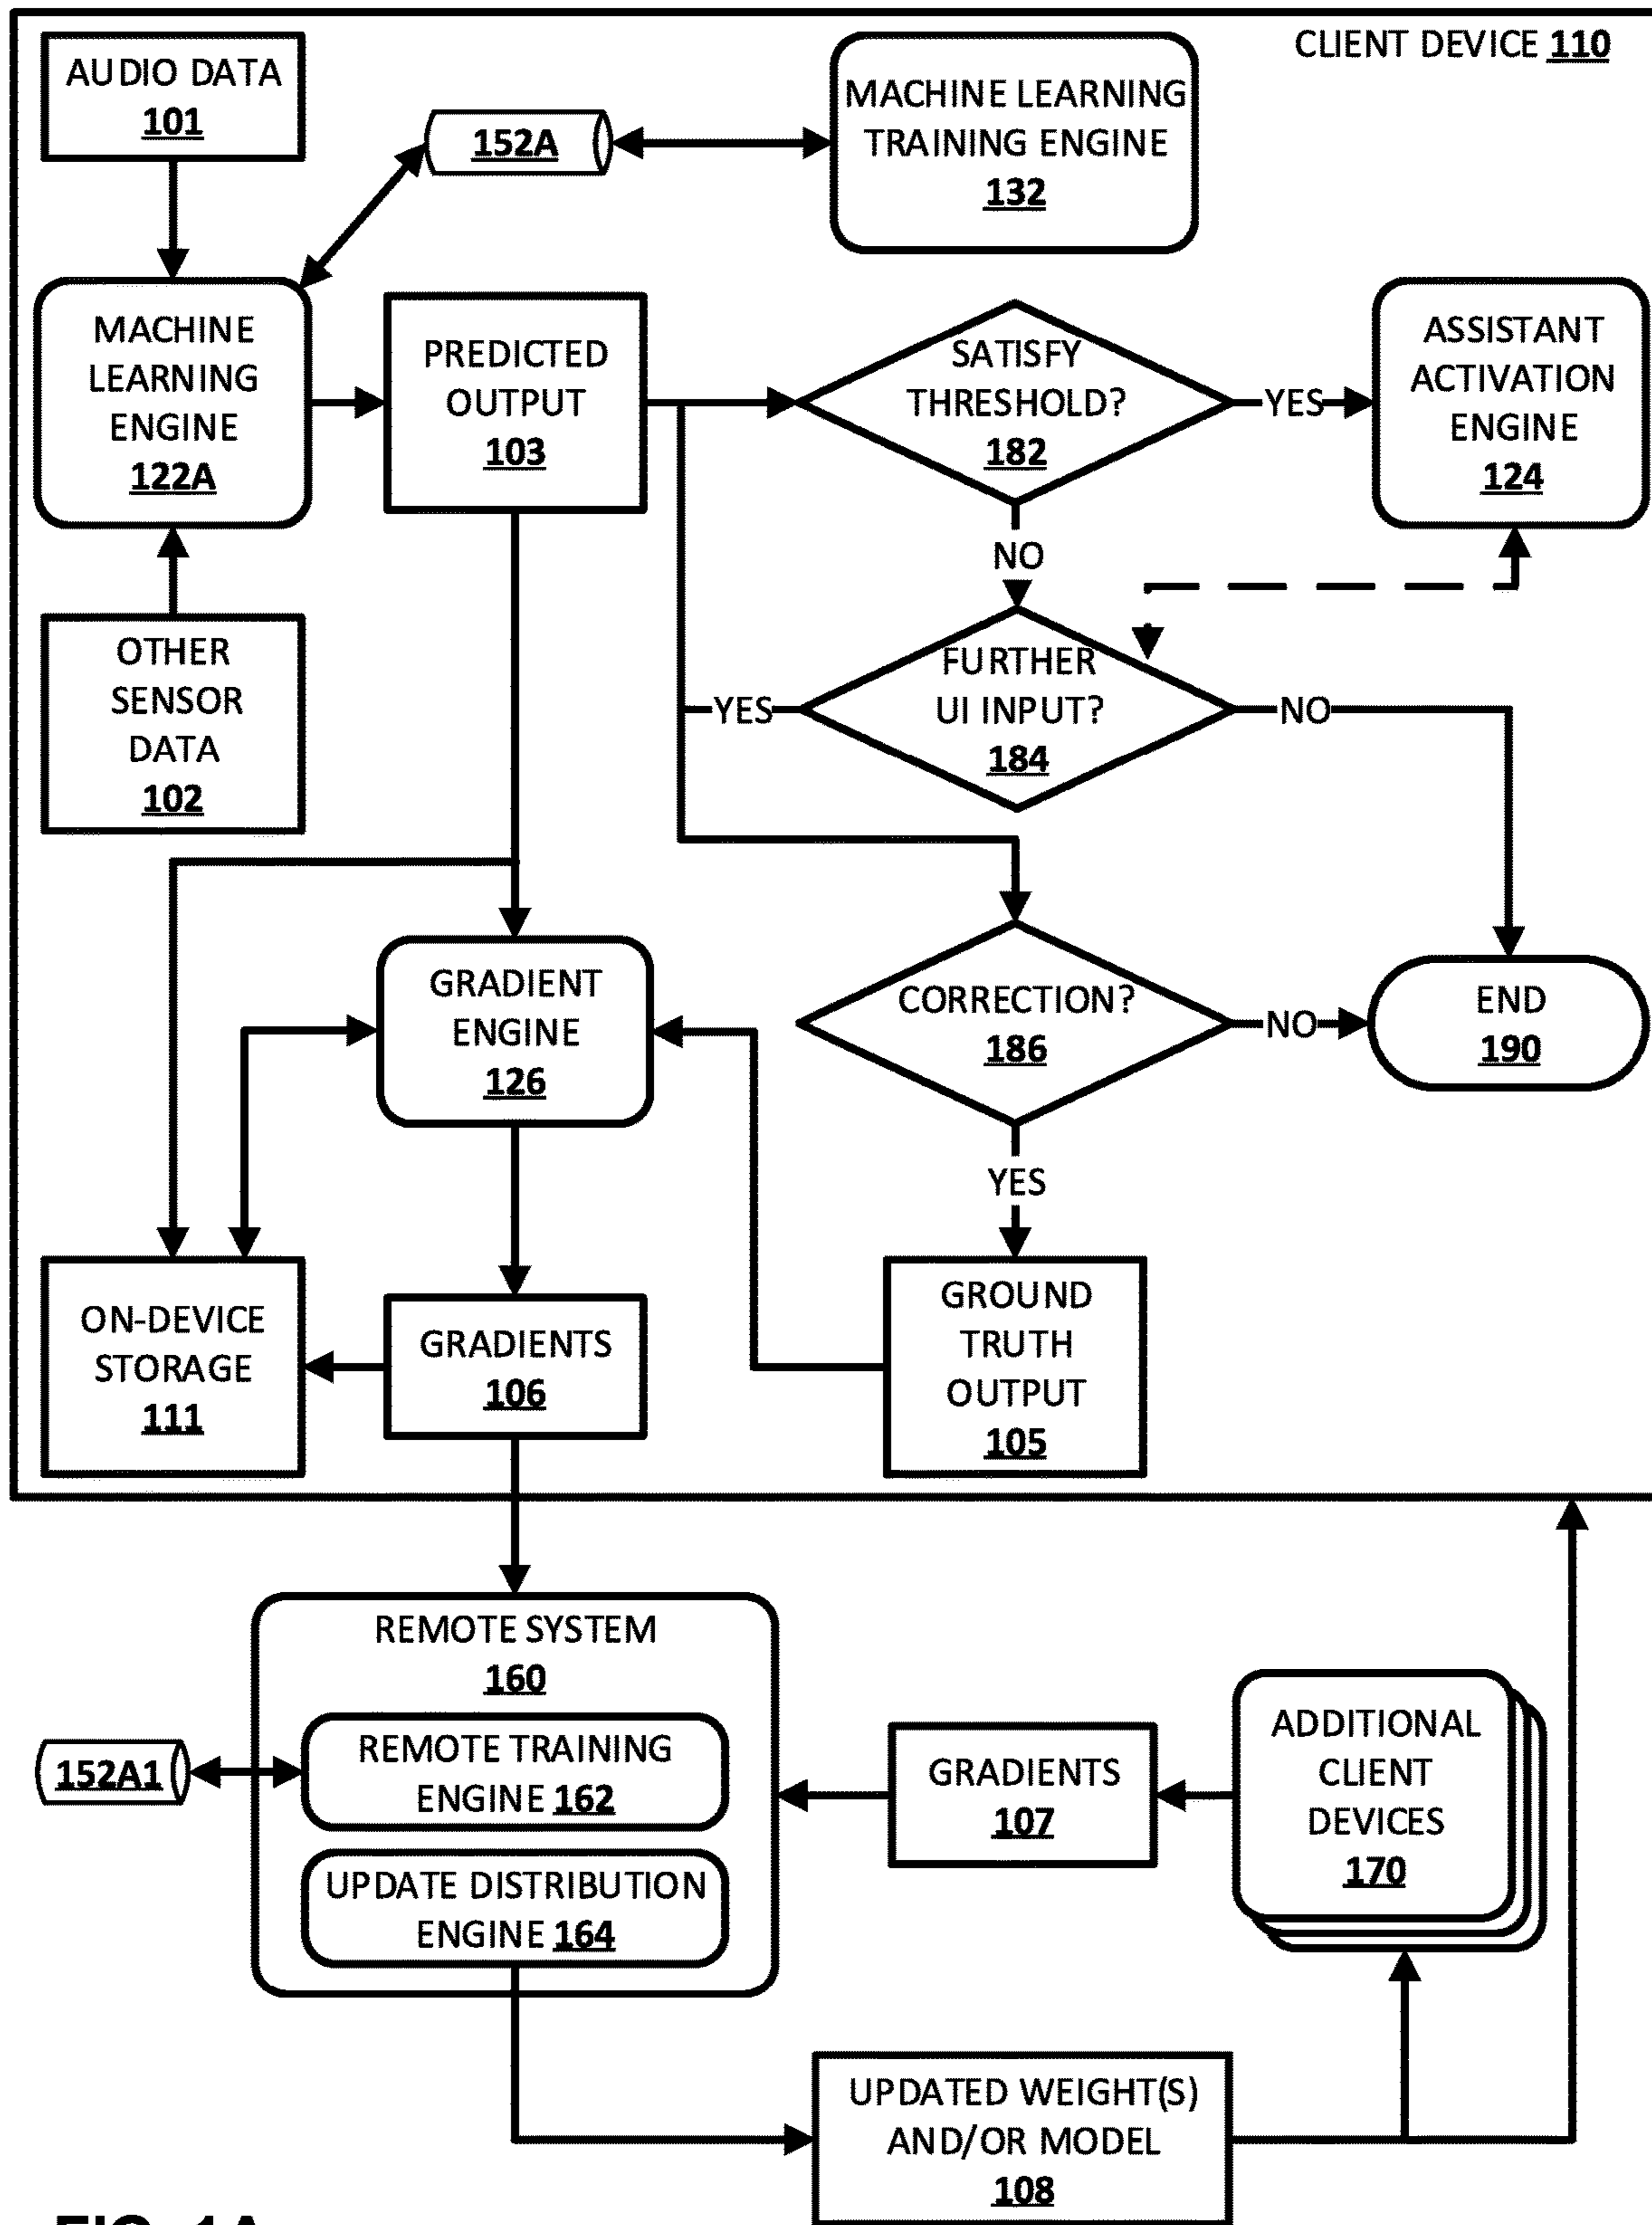 CLIENT DEVICE 110
AUDIO DATA
101
152A
MACHINE LEARNING
TRAINING ENGINE
132
MACHINE
LEARNING
ENGINE
122A
PREDICTED
OUTPUT
103
SATISFY
THRESHOLD?
182
YES
ASSISTANT
ACTIVATION
ENGINE
124
NO
OTHER
SENSOR
DATA
102
FURTHER
UI INPUT?
184
YES
NO
GRADIENT
ENGINE
126
CORRECTION?
186
NO
END
190
YES
ON-DEVICE
STORAGE
111
GRADIENTS
106
GROUND
TRUTH
OUTPUT
105
REMOTE SYSTEM
160
152A1
REMOTE TRAINING
ENGINE 162
UPDATE DISTRIBUTION
ENGINE 164
GRADIENTS
107
ADDITIONAL
CLIENT
DEVICES
170
UPDATED WEIGHT(S)
AND/OR MODEL
108
FIG. 1A